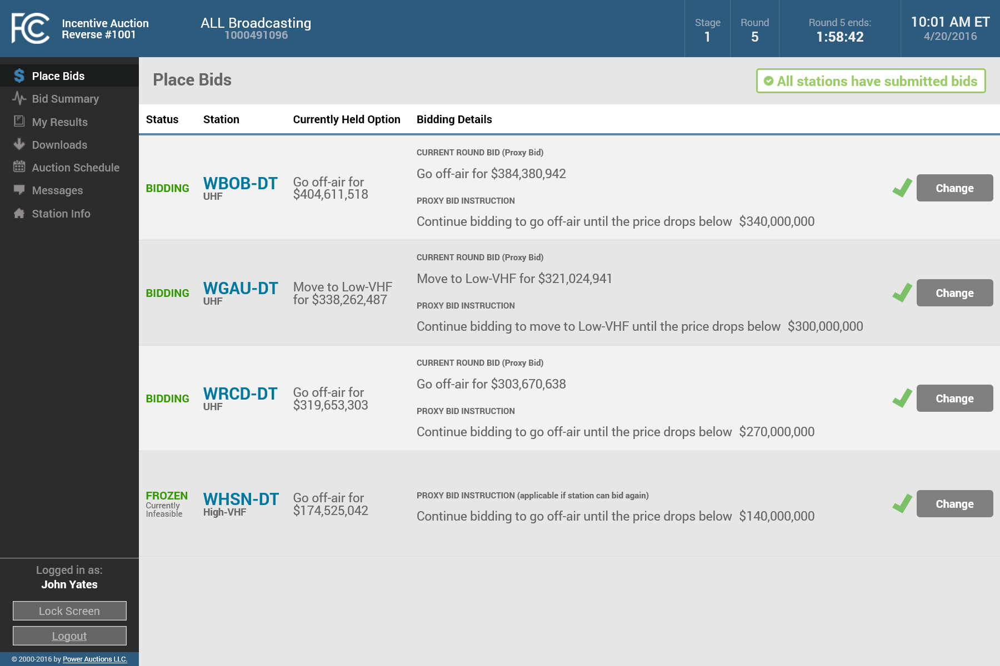 FCC
Incentive Auction
Reverse #1001
ALL Broadcasting
1000491096
Stage
1
Round
5
Round 5 ends:
1:58:42
10:01 AM ET
4/20/2016
Place Bids
Bid Summary
My Results
Downloads
Auction Schedule
Messages
Station Info
Place Bids
All stations have submitted bids
Status Station Currently Held Option Bidding Details
BIDDING
WBOB-DT
UHF
Go off-air for
$404,611,518
CURRENT ROUND BID (Proxy Bid)
Go off-air for $384,380,942
PROXY BID INSTRUCTION
Continue bidding to go off-air until the price drops below $340,000,000
Change
BIDDING
WGAU-DT
UHF
Move to Low-VHF
for $338,262,487
CURRENT ROUND BID (Proxy Bid)
Move to Low-VHF for $321,024,941
PROXY BID INSTRUCTION
Continue bidding to move to Low-VHF until the price drops below $300,000,000
Change
BIDDING
WRCD-DT
UHF
Go off-air for
$319,653,303
CURRENT ROUND BID (Proxy Bid)
Go off-air for $303,670,638
PROXY BID INSTRUCTION
Continue bidding to go off-air until the price drops below $270,000,000
Change
FROZEN
Currently
Infeasible
WHSN-DT
High-VHF
Go off-air for
$174,525,042
PROXY BID INSTRUCTION (applicable if station can bid again)
Continue bidding to go off-air until the price drops below $140,000,000
Change
Logged in as:
John Yates
Lock Screen
Logout
© 2000-2016 by Power Auctions LLC.